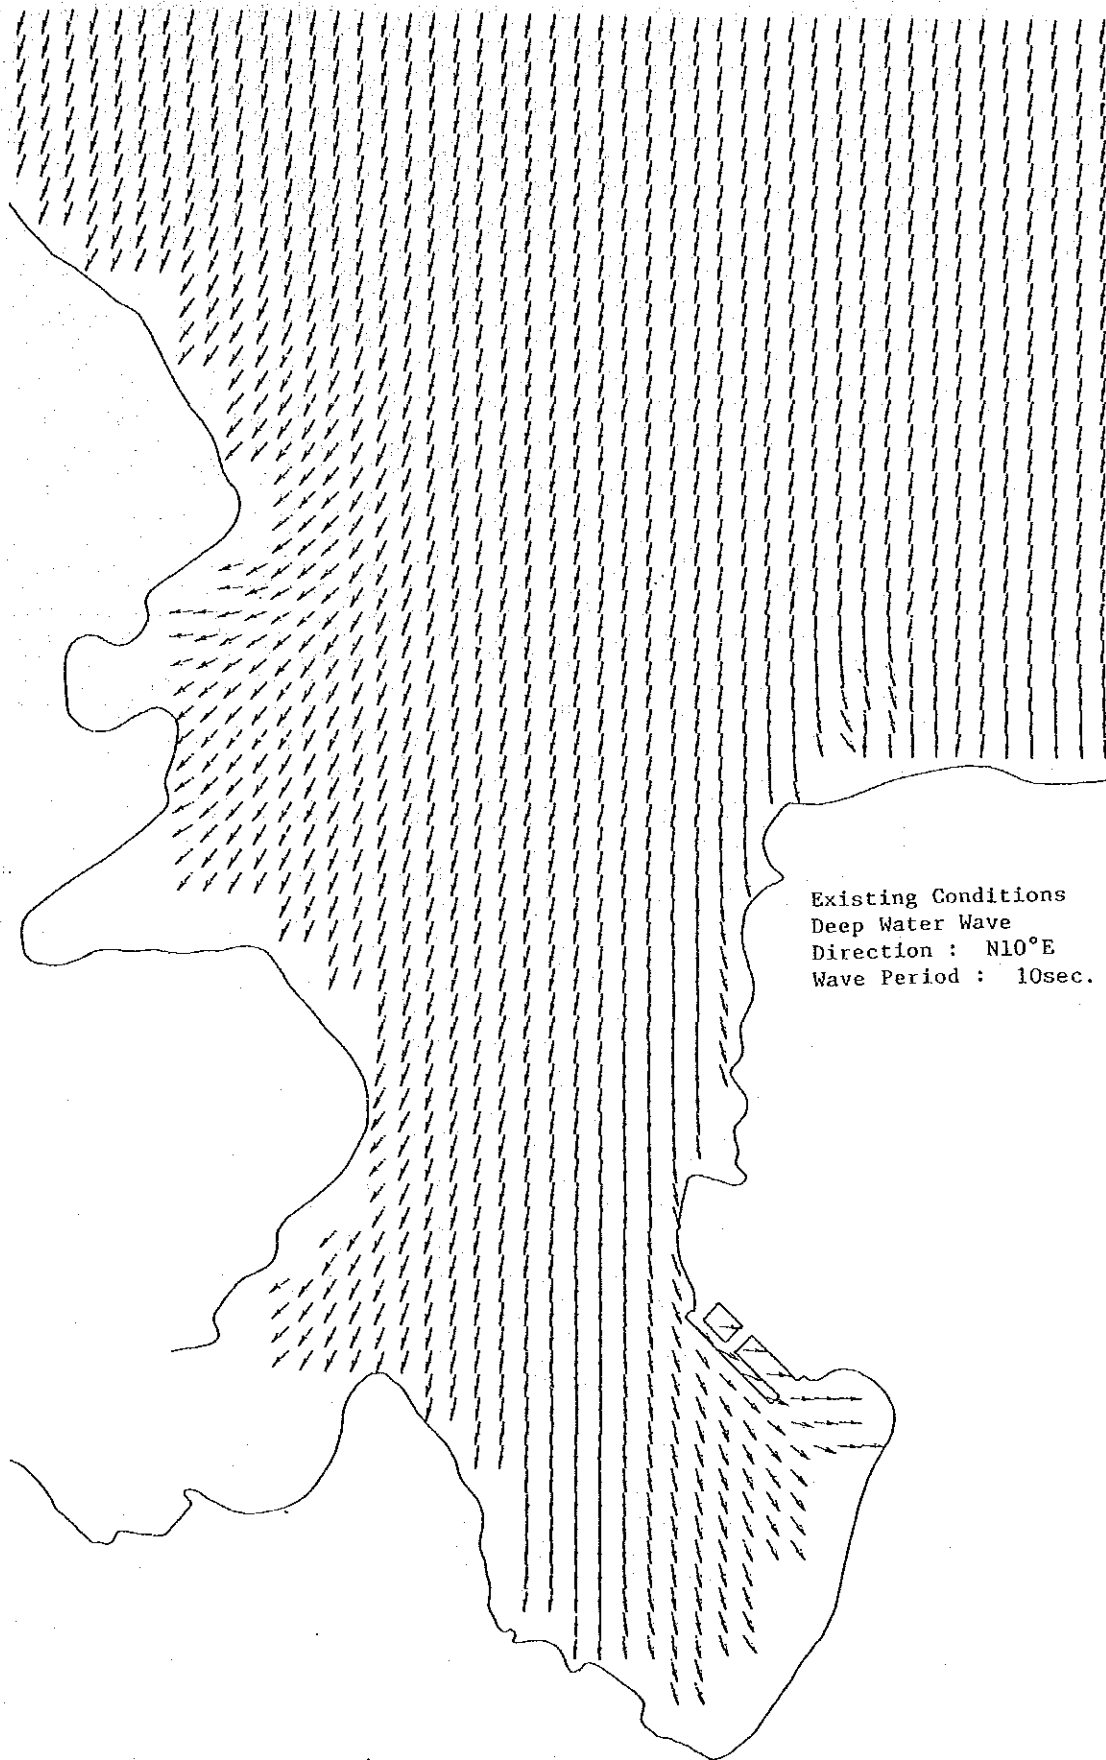 Existing Conditions
Deep Water Wave
Direction : N10°E
Wave Period : 10sec.